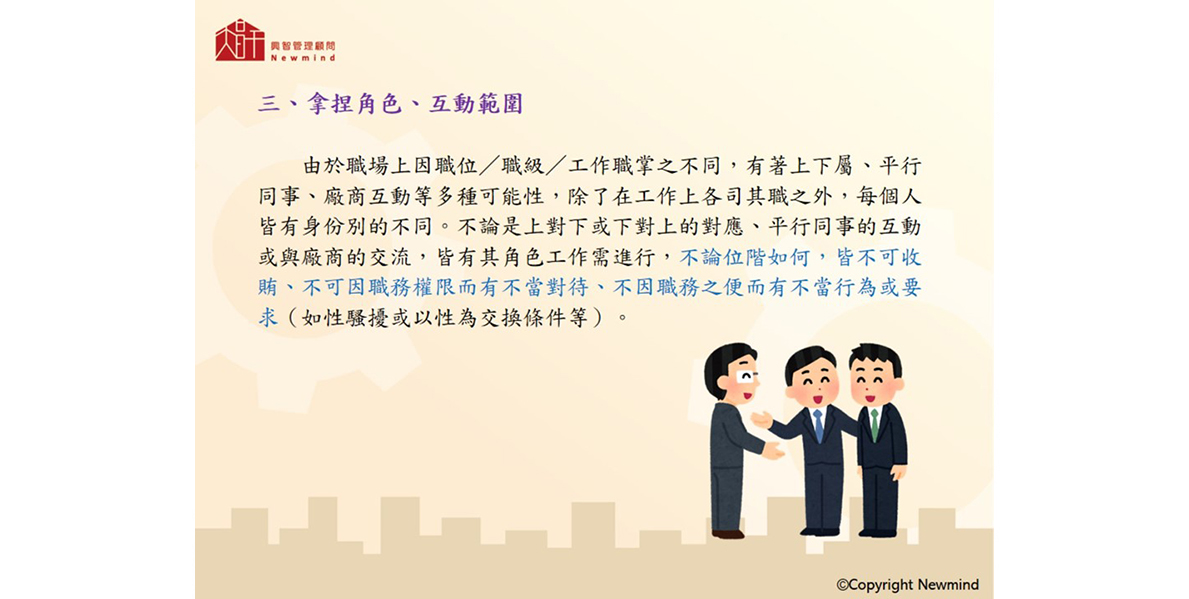 興智管理顧問
Newmind
三、拿捏角色、互動範圍
由於職場上因職位／職級／工作職掌之不同，有著上下屬、平行
同事、廠商互動等多種可能性，除了在工作上各司其職之外，每個人
皆有身份別的不同。不論是上對下或下對上的對應、平行同事的互動
或與廠商的交流，皆有其角色工作需進行，不論位階如何，皆不可收
賄、不可因職務權限而有不當對待、不因職務之便而有不當行為或要
求（如性騷擾或以性為交換條件等）。
©Copyright Newmind